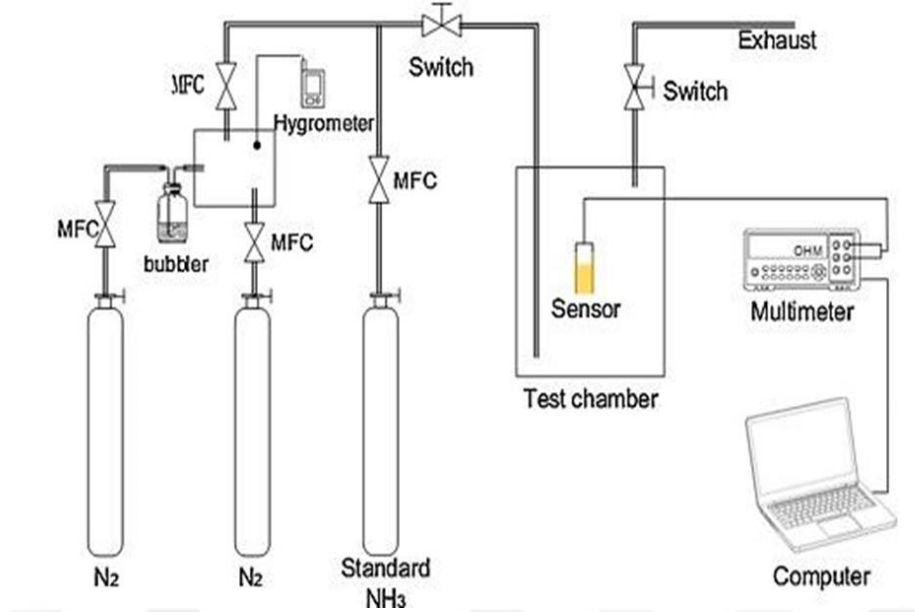 Exhaust
Switch
MFC
Switch
Hygrometer
MFC
MFC
MFC
bubbler
OHM
Sensor
Multimeter
Test chamber
N2
N2
Standard
NH3
Computer